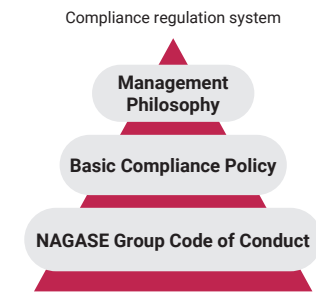 Compliance regulation system
Management
Philosophy
Basic Compliance Policy
NAGASE Group Code of Conduct